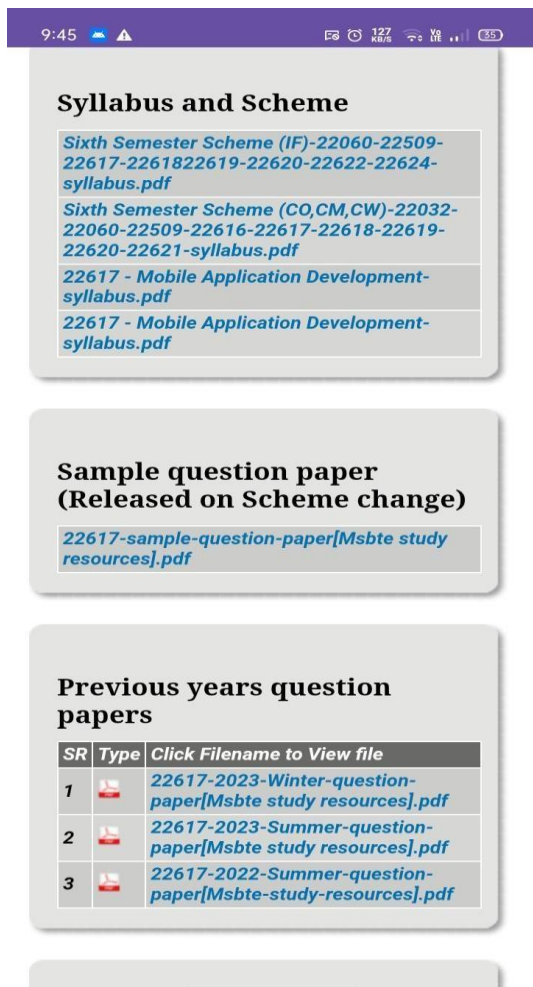 9:45 127 KB/S Vo LTE 35
Syllabus and Scheme
Sixth Semester Scheme (IF)-22060-22509-
22617-2261822619-22620-22622-22624-
syllabus.pdf
Sixth Semester Scheme (CO,CM,CW)-22032-
22060-22509-22616-22617-22618-22619-
22620-22621-syllabus.pdf
22617 - Mobile Application Development-
syllabus.pdf
22617 - Mobile Application Development-
syllabus.pdf
Sample question paper
(Released on Scheme change)
22617-sample-question-paper[Msbte study
resources].pdf
Previous years question
papers
SR Type Click Filename to View file
1 22617-2023-Winter-question-
paper[Msbte study resources].pdf
2 22617-2023-Summer-question-
paper[Msbte study resources].pdf
3 22617-2022-Summer-question-
paper[Msbte-study-resources].pdf